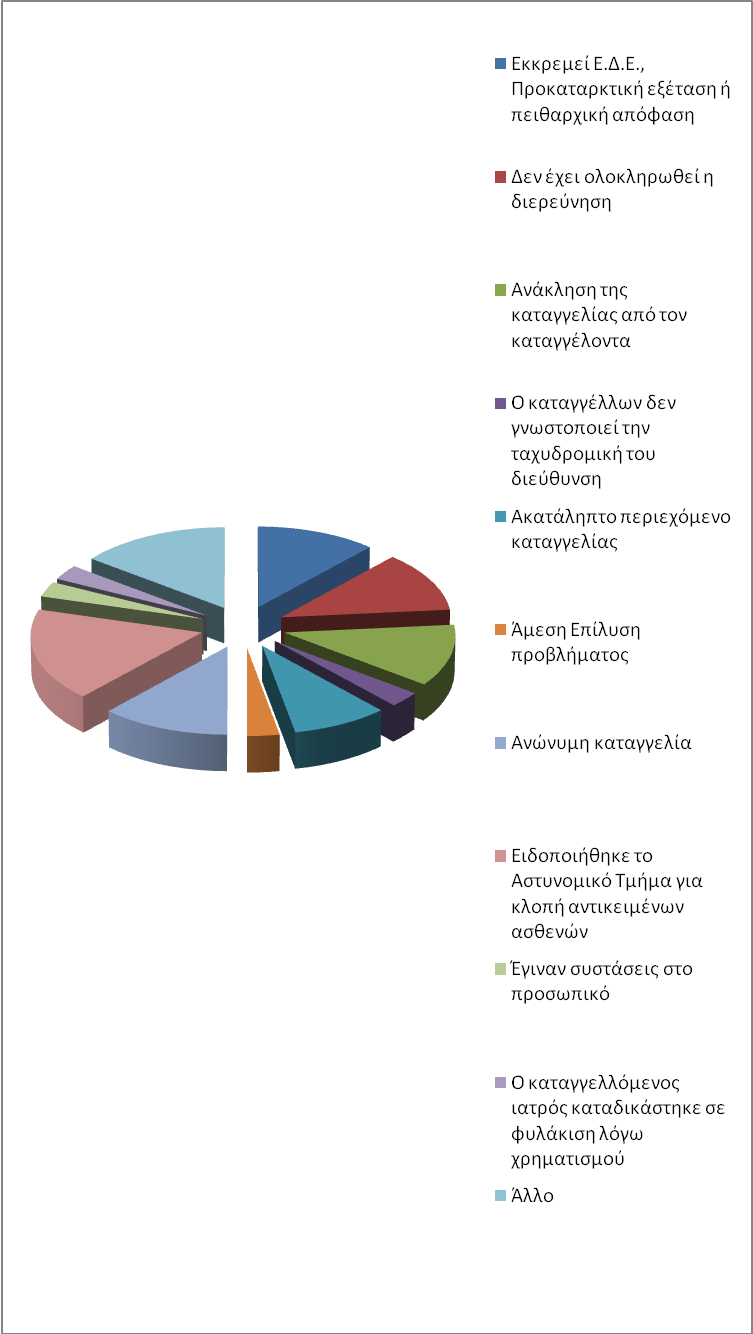 Εκκρεμεί Ε.Δ.Ε.,
Προκαταρκτική εξέταση ή
πειθαρχική απόφαση
Δεν έχει ολοκληρωθεί η
διερεύνηση
Ανάκληση της
καταγγελίας από τον
καταγγέλοντα
Ο καταγγέλλων δεν
γνωστοποιεί την
ταχυδρομική του
διεύθυνση
Ακατάληπτο περιεχόμενο
καταγγελίας
Άμεση Επίλυση
προβλήματος
Ανώνυμη καταγγελία
Ειδοποιήθηκε το
Αστυνομικό Τμήμα για
κλοπή αντικειμένων
ασθενών
Έγιναν συστάσεις στο
προσωπικό
Ο καταγγελλόμενος
ιατρός καταδικάστηκε σε
φυλάκιση λόγω
χρηματισμού
Άλλο